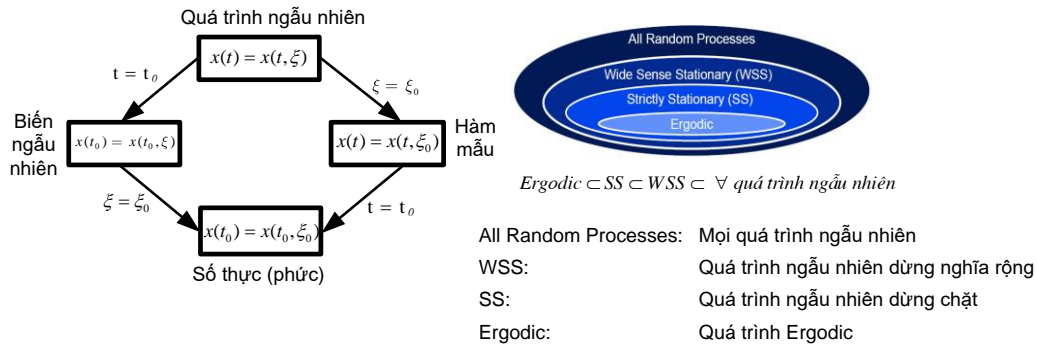 Quá trình ngẫu nhiên
x(t) = x(t, ξ)
t = t₀
ξ = ξ₀
Biến
ngẫu
nhiên
x(t₀) = x(t₀, ξ)
x(t) = x(t, ξ₀)
Hàm
mẫu
ξ = ξ₀
t = t₀
x(t₀) = x(t₀, ξ₀)
Số thực (phức)
All Random Processes
Wide Sense Stationary (WSS)
Strictly Stationary (SS)
Ergodic
Ergodic ⊂ SS ⊂ WSS ⊂ ∀ quá trình ngẫu nhiên
All Random Processes: Mọi quá trình ngẫu nhiên
WSS: Quá trình ngẫu nhiên dừng nghĩa rộng
SS: Quá trình ngẫu nhiên dừng chặt
Ergodic: Quá trình Ergodic